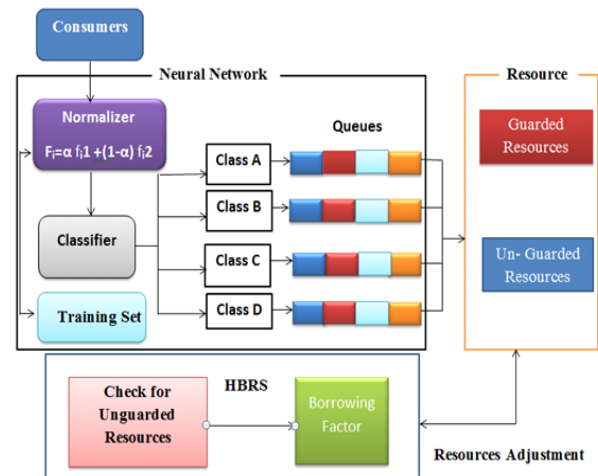 Consumers
Neural Network
Resource
Normalizer
Fi=α fi1 +(1-α) fi2
Queues
Guarded
Resources
Class A
Class B
Classifier
Class C
Un- Guarded
Resources
Training Set
Class D
HBRS
Check for
Unguarded
Resources
Borrowing
Factor
Resources Adjustment